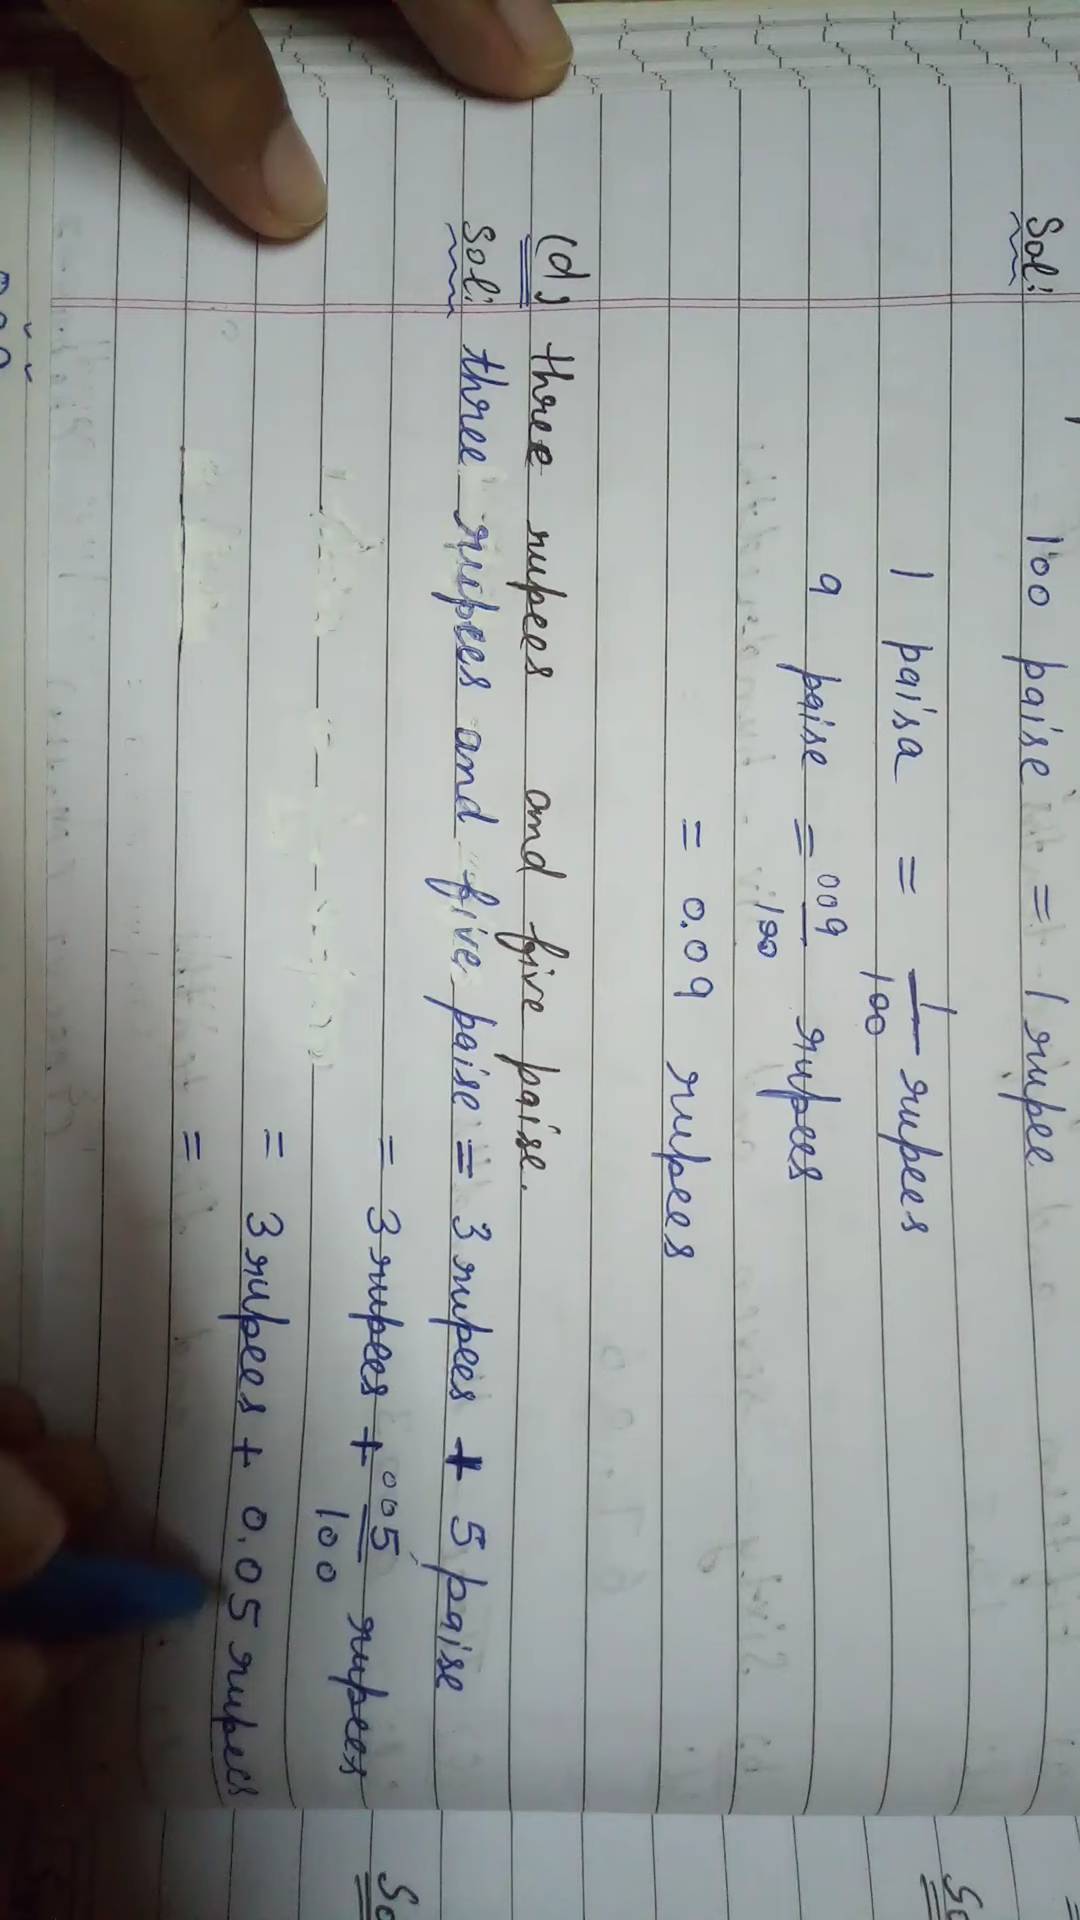 Sol:
100 paise = 1 rupee
1 paisa = 1/100 rupees
9 paise = 009/100 rupees
= 0.09 rupees
(d) three rupees and five paise.
Sol: three rupees and five paise = 3 rupees + 5 paise
= 3 rupees + 005/100 rupees
= 3 rupees + 0.05 rupees
=